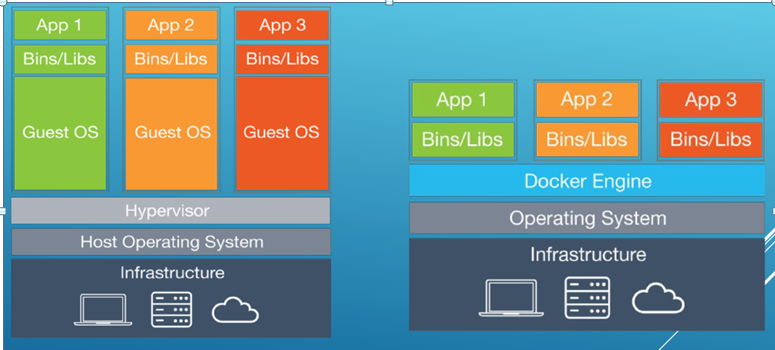 App 1
App 2
App 3
Bins/Libs
Bins/Libs
Bins/Libs
Guest OS
Guest OS
Guest OS
Hypervisor
Host Operating System
Infrastructure
App 1
App 2
App 3
Bins/Libs
Bins/Libs
Bins/Libs
Docker Engine
Operating System
Infrastructure